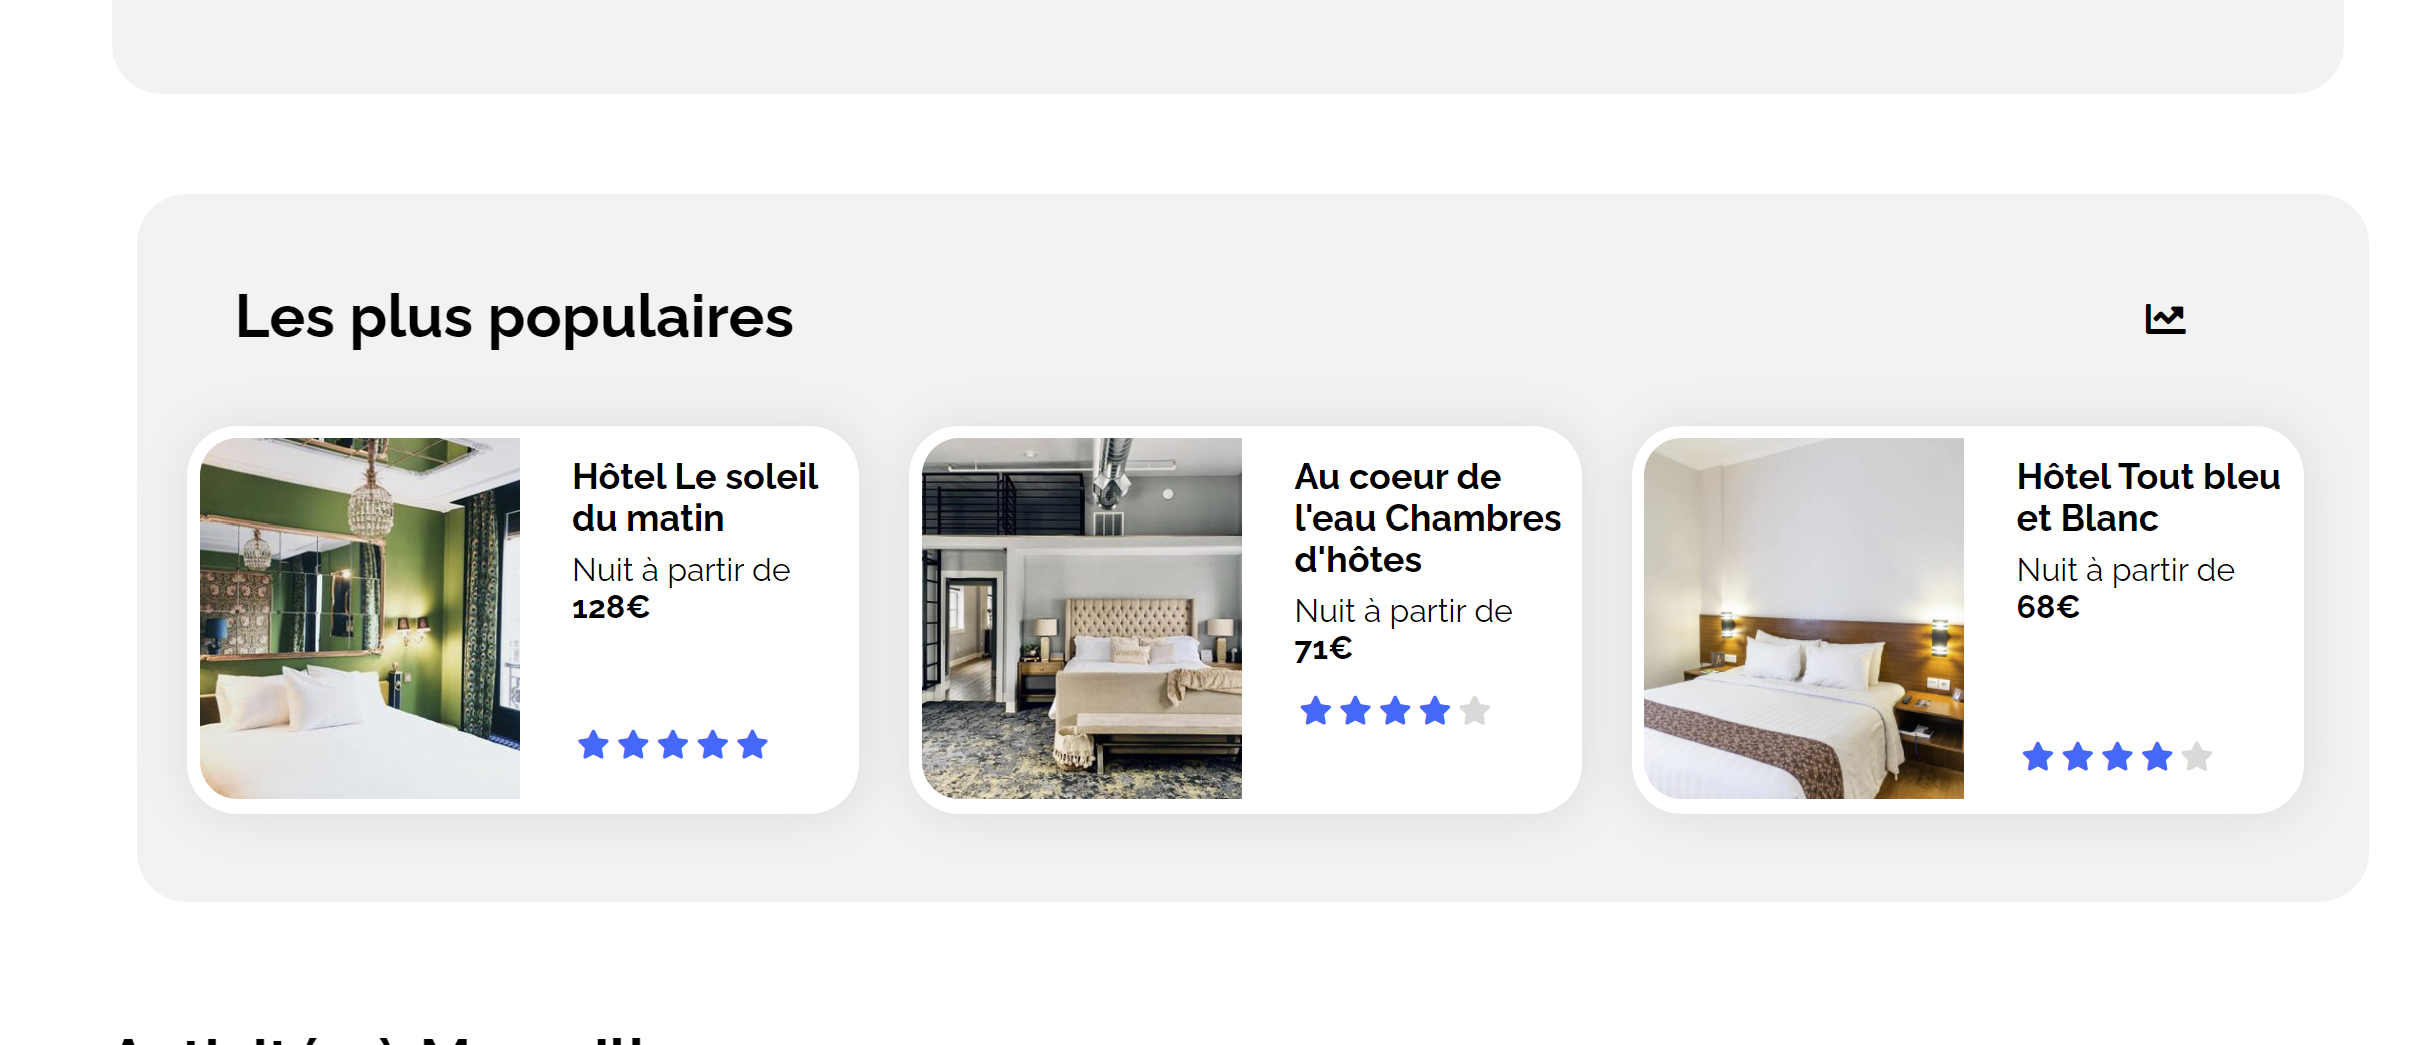 Les plus populaires
Hôtel Le soleil
du matin
Nuit à partir de
128€
Au coeur de
l'eau Chambres
d'hôtes
Nuit à partir de
71€
Hôtel Tout bleu
et Blanc
Nuit à partir de
68€